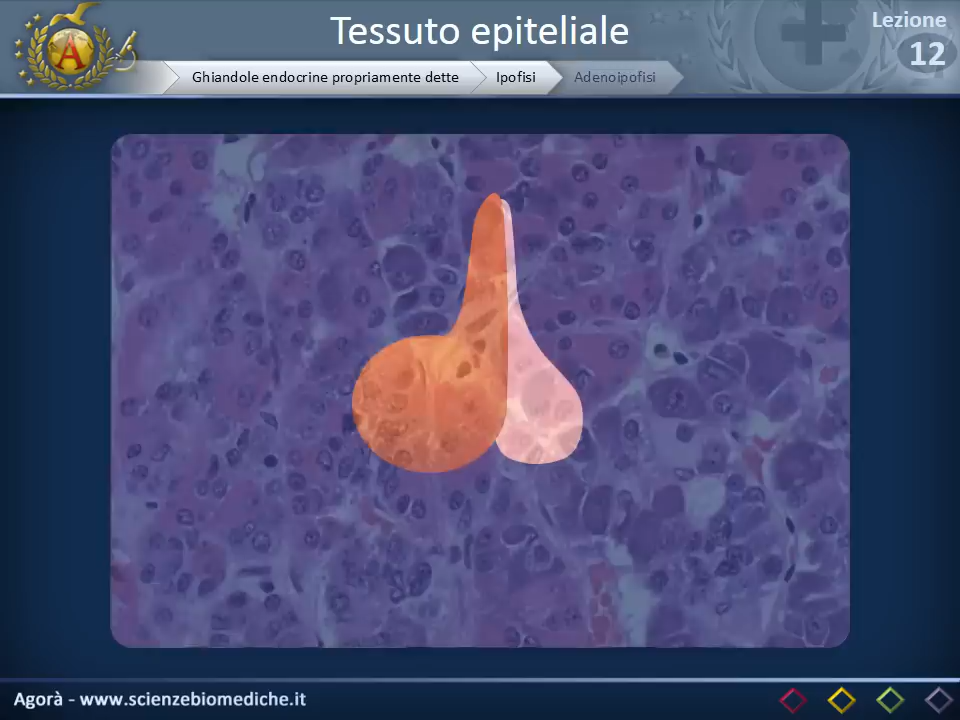 Tessuto epiteliale
Lezione
12
Ghiandole endocrine propriamente dette
Ipofisi
Adenoipofisi
A
Agorà - www.scienzebiomediche.it